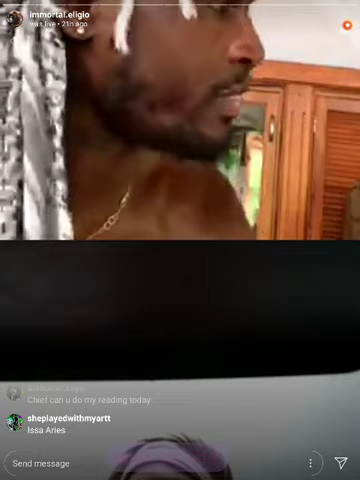 immortal.eligio
was live • 21h ago
Chief can u do my reading today
sheplayedwithmyartt
Issa Aries
Send message